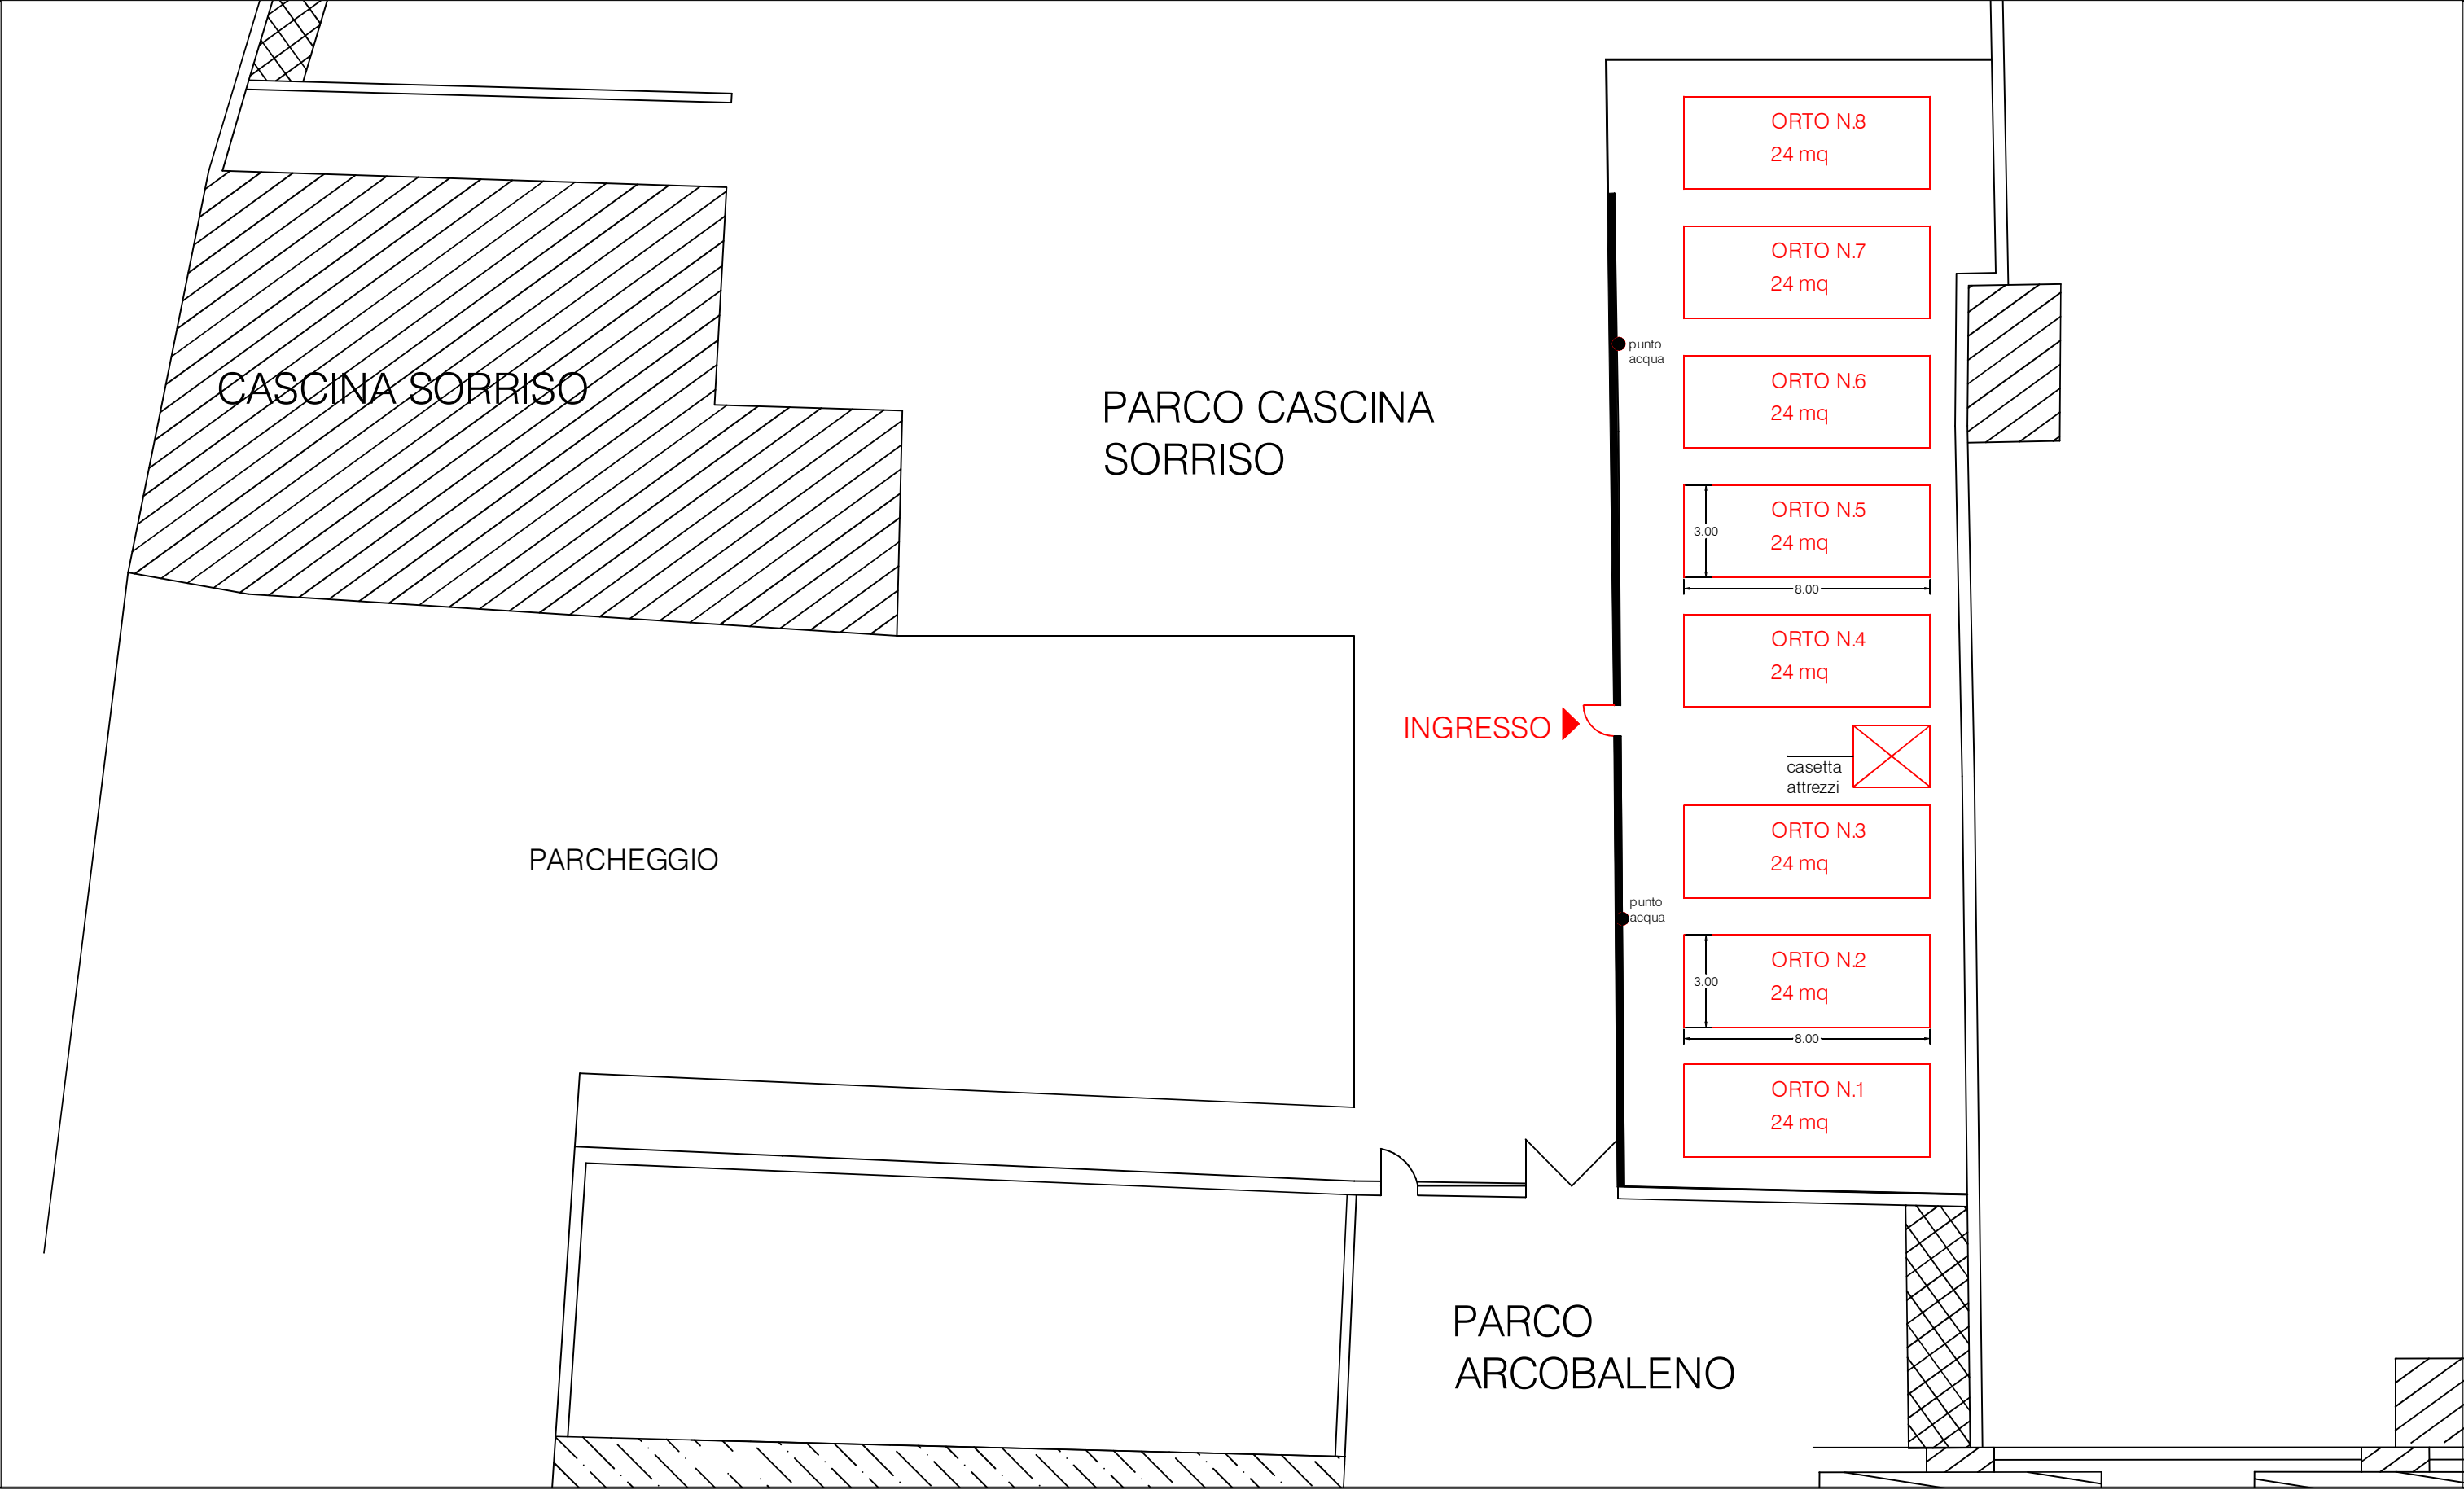 ORTO N.8
24 mq
ORTO N.7
24 mq
punto
acqua
ORTO N.6
24 mq
CASCINA SORRISO
PARCO CASCINA
SORRISO
ORTO N.5
3.00
24 mq
8.00
ORTO N.4
24 mq
INGRESSO
casetta
attrezzi
ORTO N.3
24 mq
PARCHEGGIO
punto
acqua
ORTO N.2
3.00
24 mq
8.00
ORTO N.1
24 mq
PARCO
ARCOBALENO